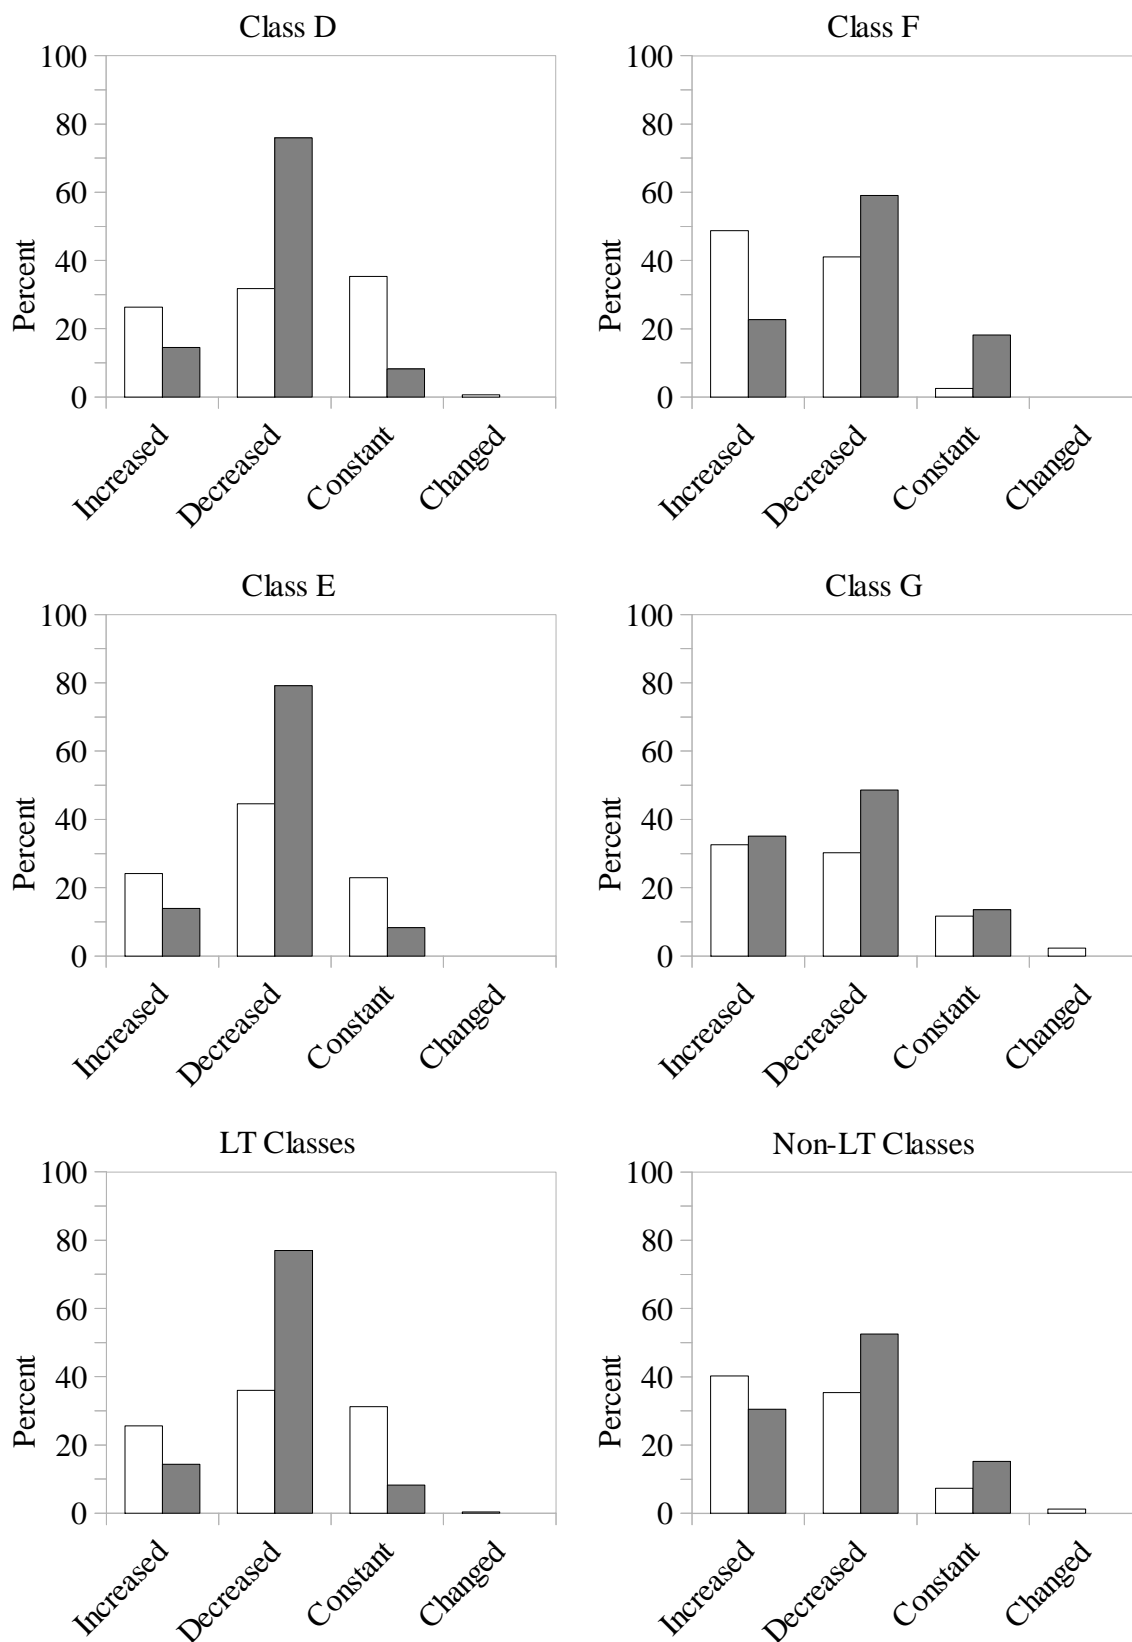 Class D
100
80
60
40
20
0
Percent
Increased
Decreased
Constant
Changed
Class F
100
80
60
40
20
0
Percent
Increased
Decreased
Constant
Changed
Class E
100
80
60
40
20
0
Percent
Increased
Decreased
Constant
Changed
Class G
100
80
60
40
20
0
Percent
Increased
Decreased
Constant
Changed
LT Classes
100
80
60
40
20
0
Percent
Increased
Decreased
Constant
Changed
Non-LT Classes
100
80
60
40
20
0
Percent
Increased
Decreased
Constant
Changed